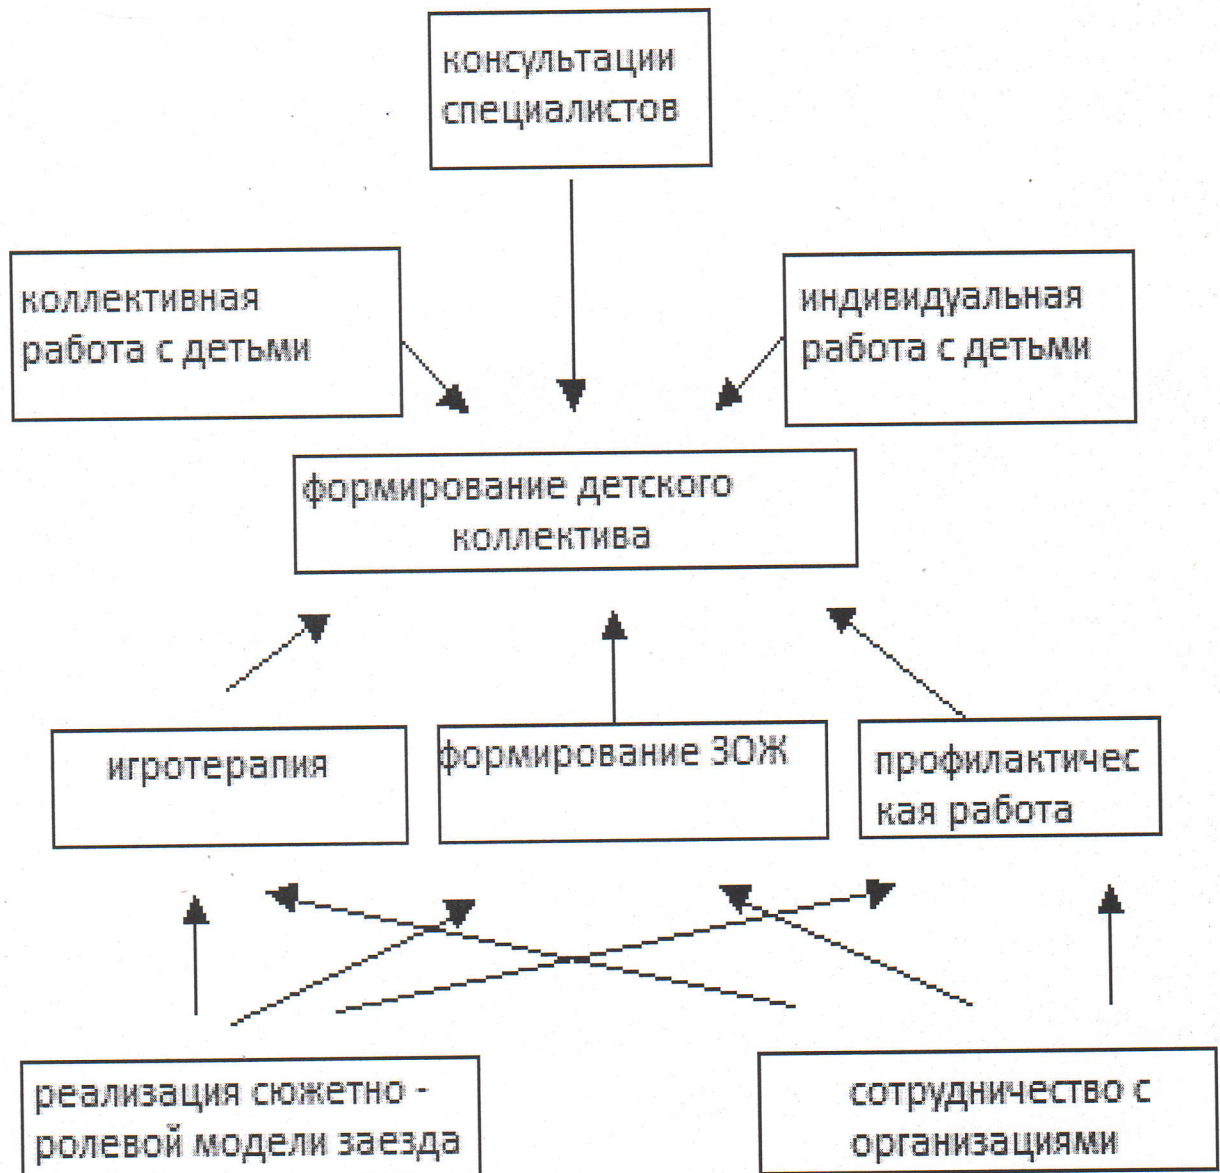 консультации
специалистов
коллективная
работа с детьми
индивидуальная
работа с детьми
формирование детского
коллектива
игротерапия
формирование ЗОЖ
профилактичес
кая работа
реализация сюжетно -
ролевой модели заезда
сотрудничество с
организациями